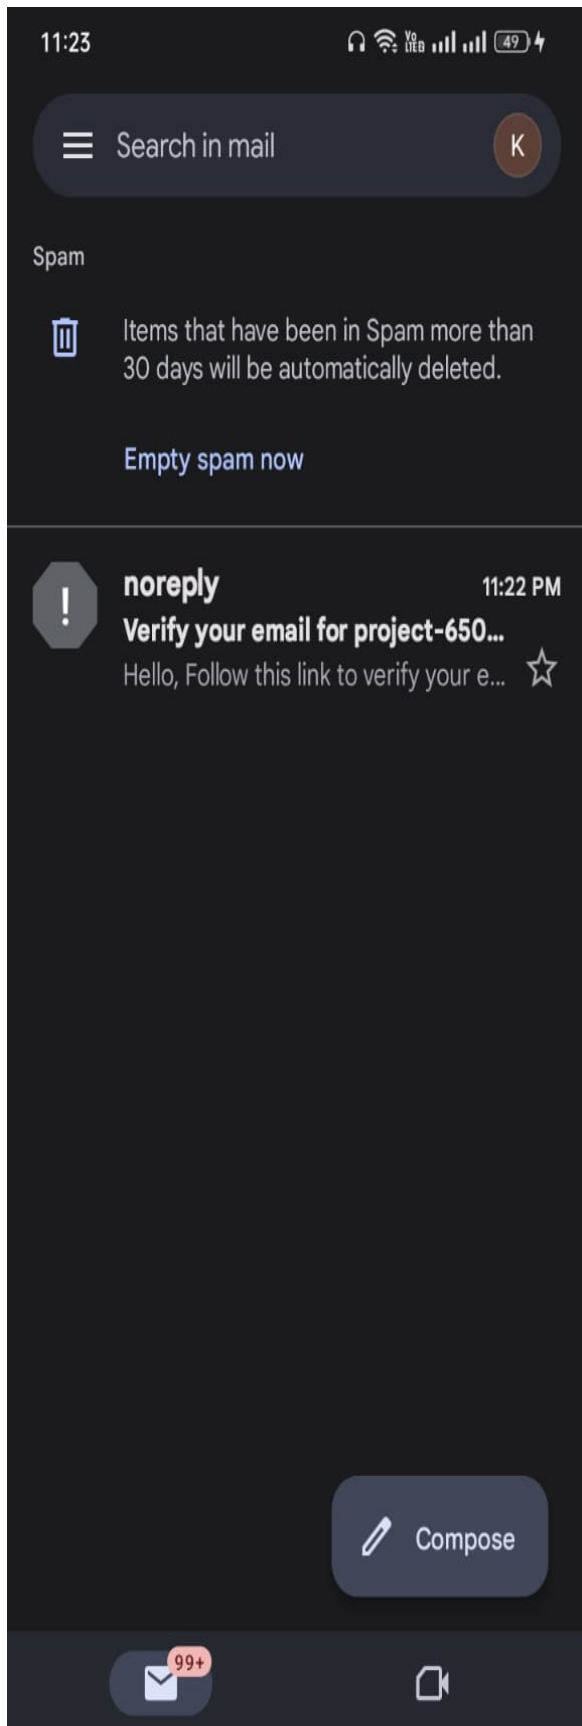 11:23
Vo LTE 49
Search in mail
K
Spam
Items that have been in Spam more than
30 days will be automatically deleted.
Empty spam now
!
noreply 11:22 PM
Verify your email for project-650...
Hello, Follow this link to verify your e...
Compose
99+